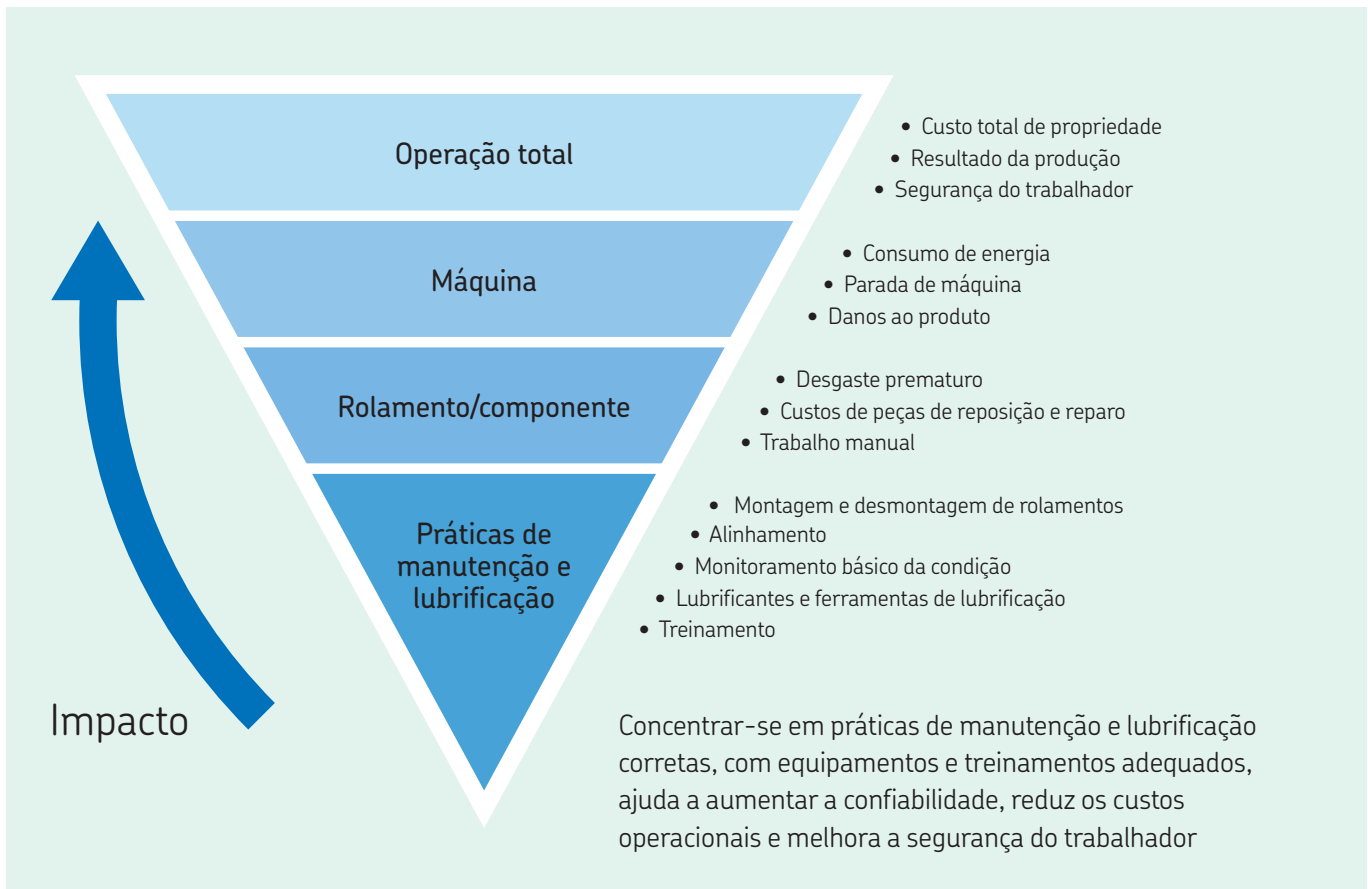 Operação total
• Custo total de propriedade
• Resultado da produção
• Segurança do trabalhador
Máquina
• Consumo de energia
• Parada de máquina
• Danos ao produto
Rolamento/componente
• Desgaste prematuro
• Custos de peças de reposição e reparo
• Trabalho manual
Práticas de
manutenção e
lubrificação
• Montagem e desmontagem de rolamentos
• Alinhamento
• Monitoramento básico da condição
• Lubrificantes e ferramentas de lubrificação
• Treinamento
Impacto
Concentrar-se em práticas de manutenção e lubrificação
corretas, com equipamentos e treinamentos adequados,
ajuda a aumentar a confiabilidade, reduz os custos
operacionais e melhora a segurança do trabalhador